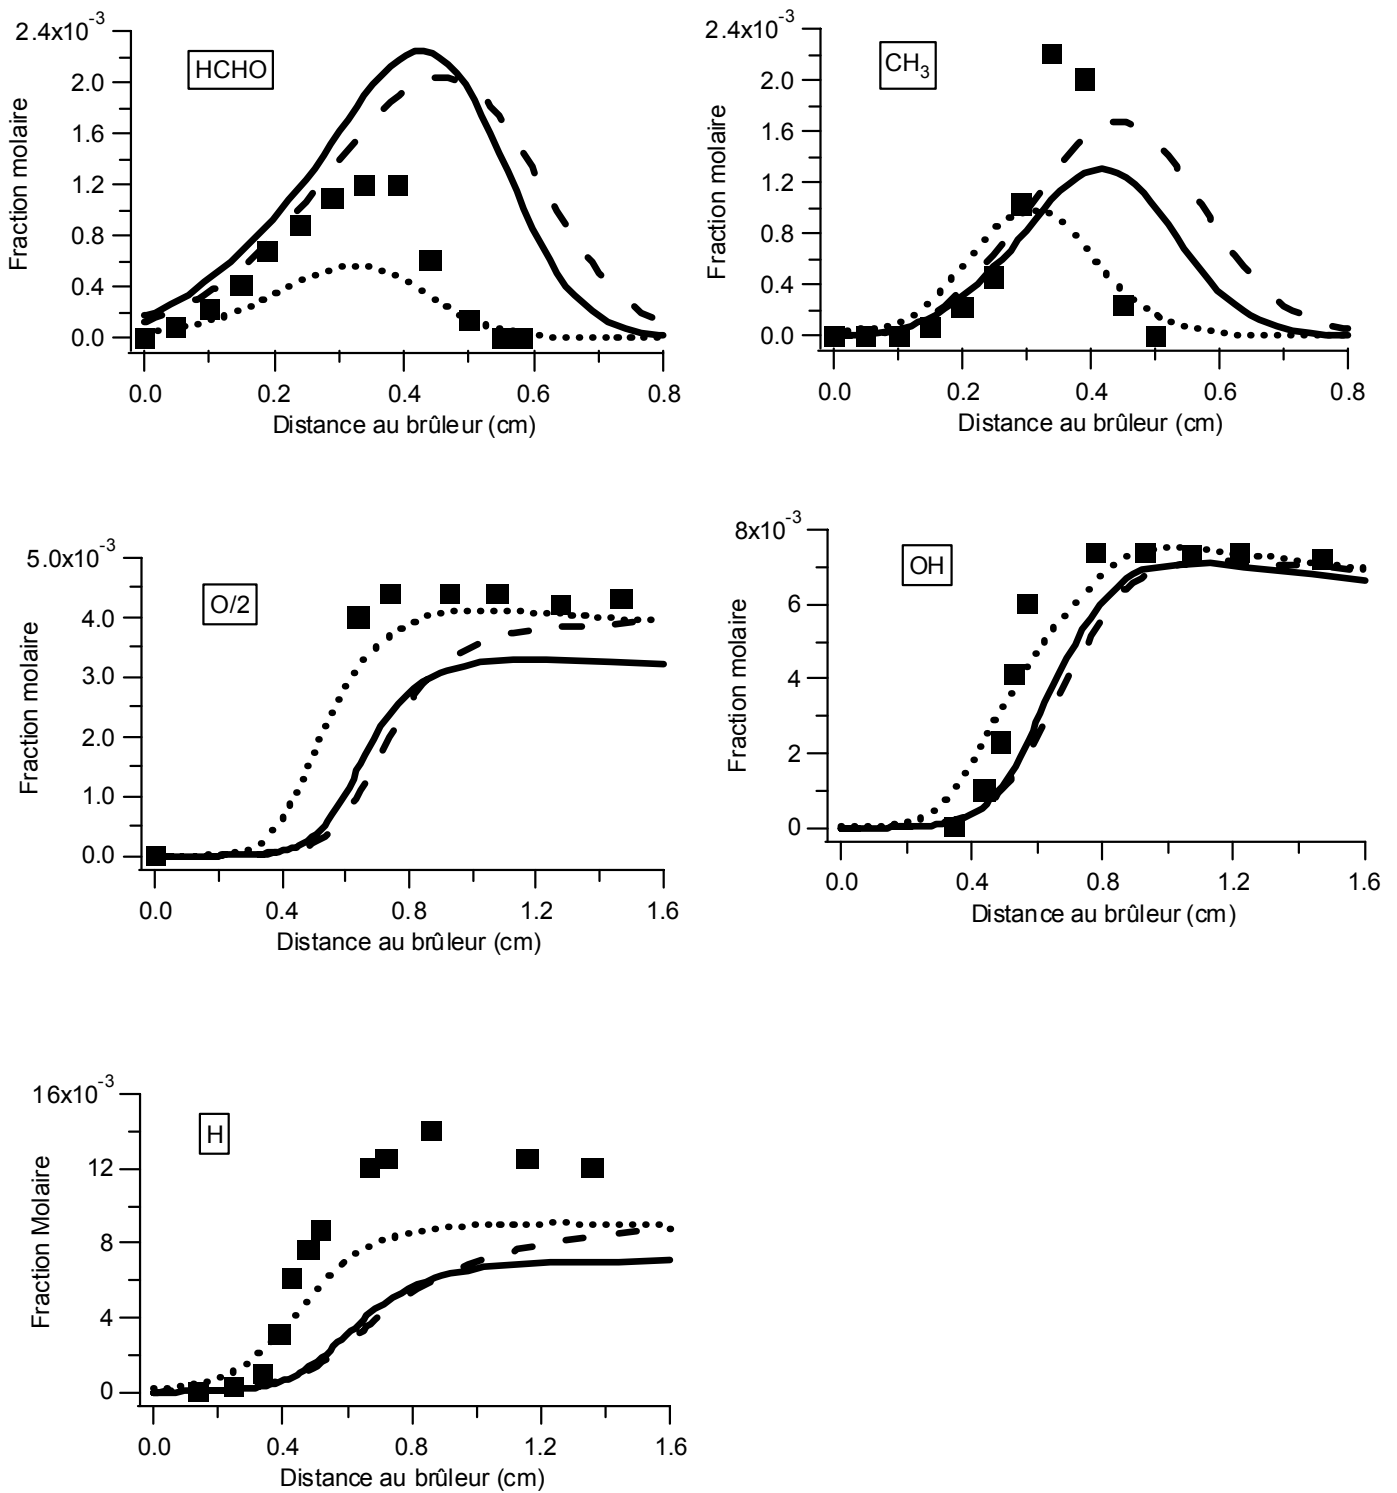 2.4x10-3
2.0
1.6
1.2
0.8
0.4
0.0
Fraction molaire
HCHO
0.0 0.2 0.4 0.6 0.8
Distance au brûleur (cm)
2.4x10-3
2.0
1.6
1.2
0.8
0.4
0.0
Fraction molaire
CH3
0.0 0.2 0.4 0.6 0.8
Distance au brûleur (cm)
5.0x10-3
4.0
3.0
2.0
1.0
0.0
Fraction molaire
O/2
0.0 0.4 0.8 1.2 1.6
Distance au brûleur (cm)
8x10-3
6
4
2
0
Fraction molaire
OH
0.0 0.4 0.8 1.2 1.6
Distance au brûleur (cm)
16x10-3
12
8
4
0
Fraction Molaire
H
0.0 0.4 0.8 1.2 1.6
Distance au brûleur (cm)